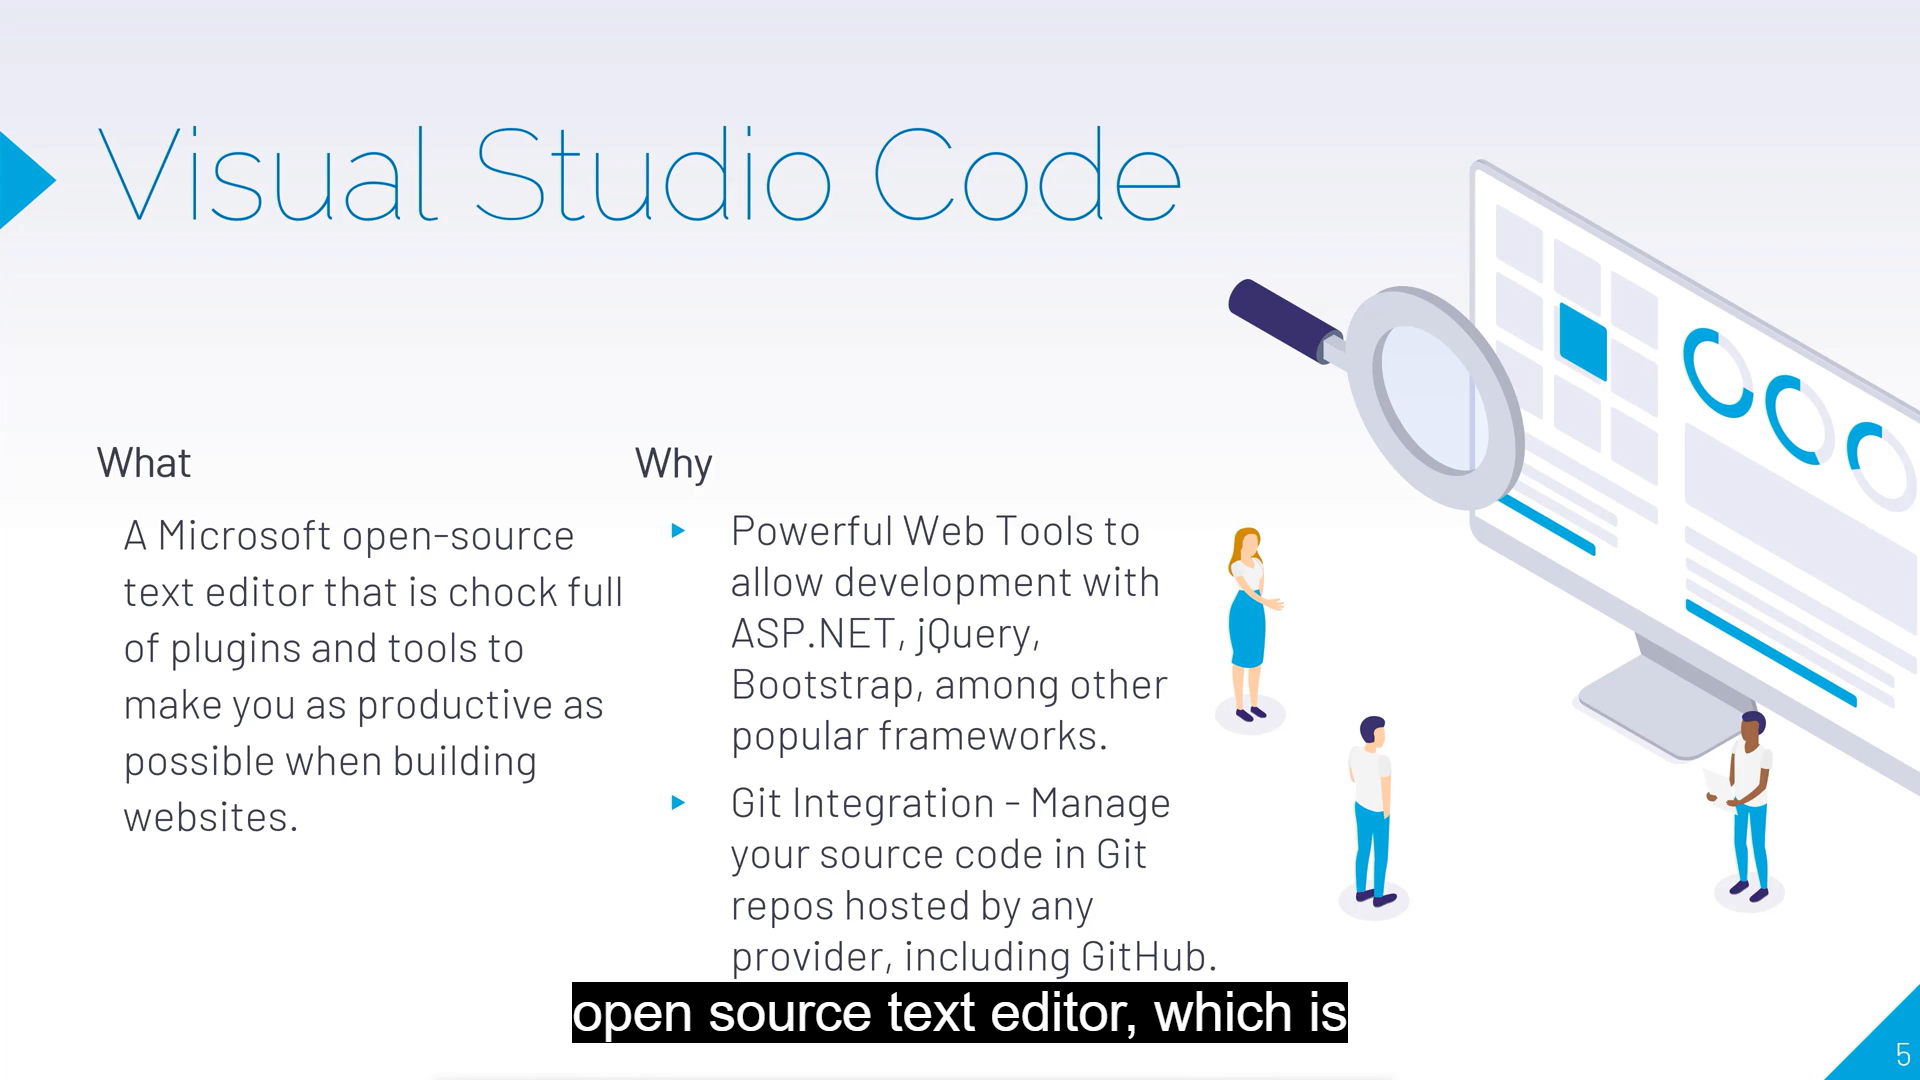 Visual Studio Code
What
A Microsoft open-source
text editor that is chock full
of plugins and tools to
make you as productive as
possible when building
websites.
Why
Powerful Web Tools to
allow development with
ASP.NET, jQuery,
Bootstrap, among other
popular frameworks.
Git Integration - Manage
your source code in Git
repos hosted by any
provider, including GitHub.
open source text editor, which is
5